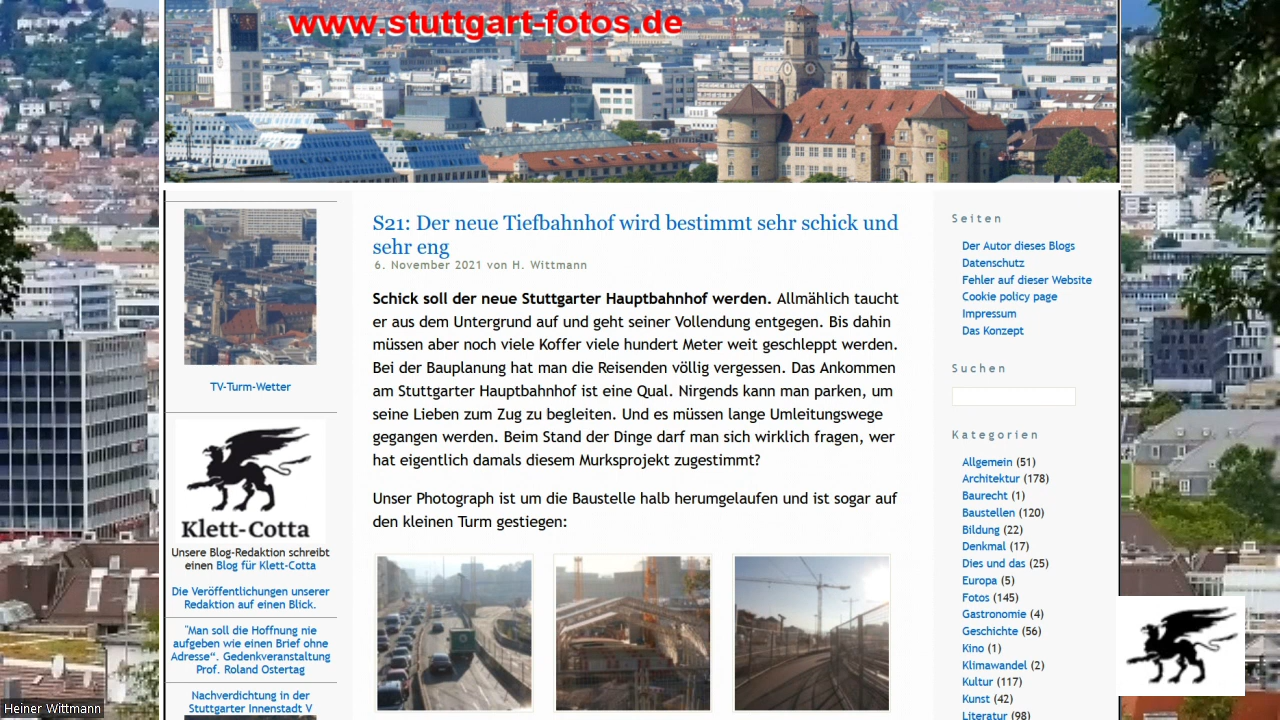 www.stuttgart-fotos.de
TV-Turm-Wetter
Klett-Cotta
Unsere Blog-Redaktion schreibt
einen Blog für Klett-Cotta
Die Veröffentlichungen unserer
Redaktion auf einen Blick.
"Man soll die Hoffnung nie
aufgeben wie einen Brief ohne
Adresse“. Gedenkveranstaltung
Prof. Roland Ostertag
Nachverdichtung in der
Stuttgarter Innenstadt V
S21: Der neue Tiefbahnhof wird bestimmt sehr schick und
sehr eng
6. November 2021 von H. Wittmann
Schick soll der neue Stuttgarter Hauptbahnhof werden. Allmählich taucht
er aus dem Untergrund auf und geht seiner Vollendung entgegen. Bis dahin
müssen aber noch viele Koffer viele hundert Meter weit geschleppt werden.
Bei der Bauplanung hat man die Reisenden völlig vergessen. Das Ankommen
am Stuttgarter Hauptbahnhof ist eine Qual. Nirgends kann man parken, um
seine Lieben zum Zug zu begleiten. Und es müssen lange Umleitungswege
gegangen werden. Beim Stand der Dinge darf man sich wirklich fragen, wer
hat eigentlich damals diesem Murksprojekt zugestimmt?
Unser Photograph ist um die Baustelle halb herumgelaufen und ist sogar auf
den kleinen Turm gestiegen:
Seiten
Der Autor dieses Blogs
Datenschutz
Fehler auf dieser Website
Cookie policy page
Impressum
Das Konzept
Suchen
Kategorien
Allgemein (51)
Architektur (178)
Baurecht (1)
Baustellen (120)
Bildung (22)
Denkmal (17)
Dies und das (25)
Europa (5)
Fotos (145)
Gastronomie (4)
Geschichte (56)
Kino (1)
Klimawandel (2)
Kultur (117)
Kunst (42)
Literatur (98)
Heiner Wittmann